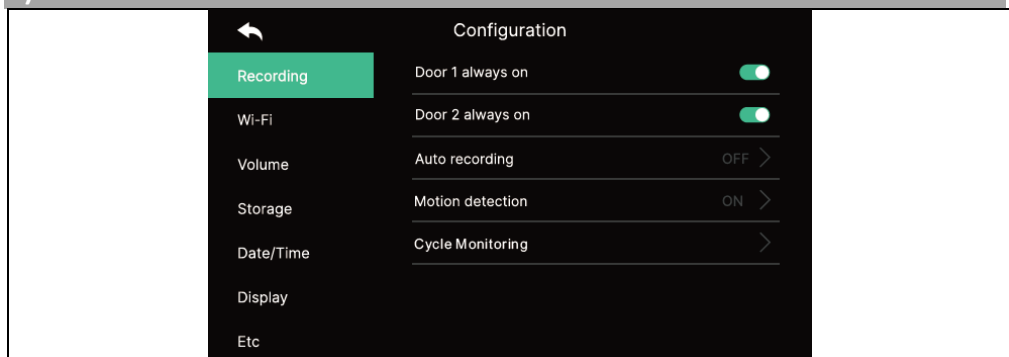 Configuration
Recording
Door 1 always on
Wi-Fi
Door 2 always on
Volume
Auto recording OFF
Storage
Motion detection ON
Date/Time
Cycle Monitoring
Display
Etc